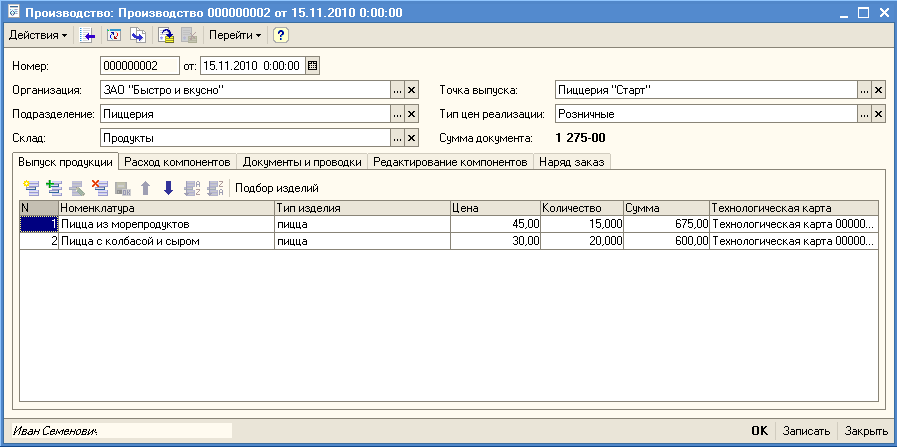 Производство: Производство 000000002 от 15.11.2010 0:00:00
Действия Перейти ?
Номер: 000000002 от: 15.11.2010 0:00:00
Организация: ЗАО "Быстро и вкусно" ... × Точка выпуска: Пиццерия "Старт" ... ×
Подразделение: Пиццерия ... × Тип цен реализации: Розничные ... ×
Склад: Продукты ... × Сумма документа: 1 275-00
Выпуск продукции Расход компонентов Документы и проводки Редактирование компонентов Наряд заказ
Подбор изделий
N Номенклатура Тип изделия Цена Количество Сумма Технологическая карта
1 Пицца из морепродуктов пицца 45,00 15,000 675,00 Технологическая карта 00000...
2 Пицца с колбасой и сыром пицца 30,00 20,000 600,00 Технологическая карта 00000...
Иван Семенович
OK Записать Закрыть